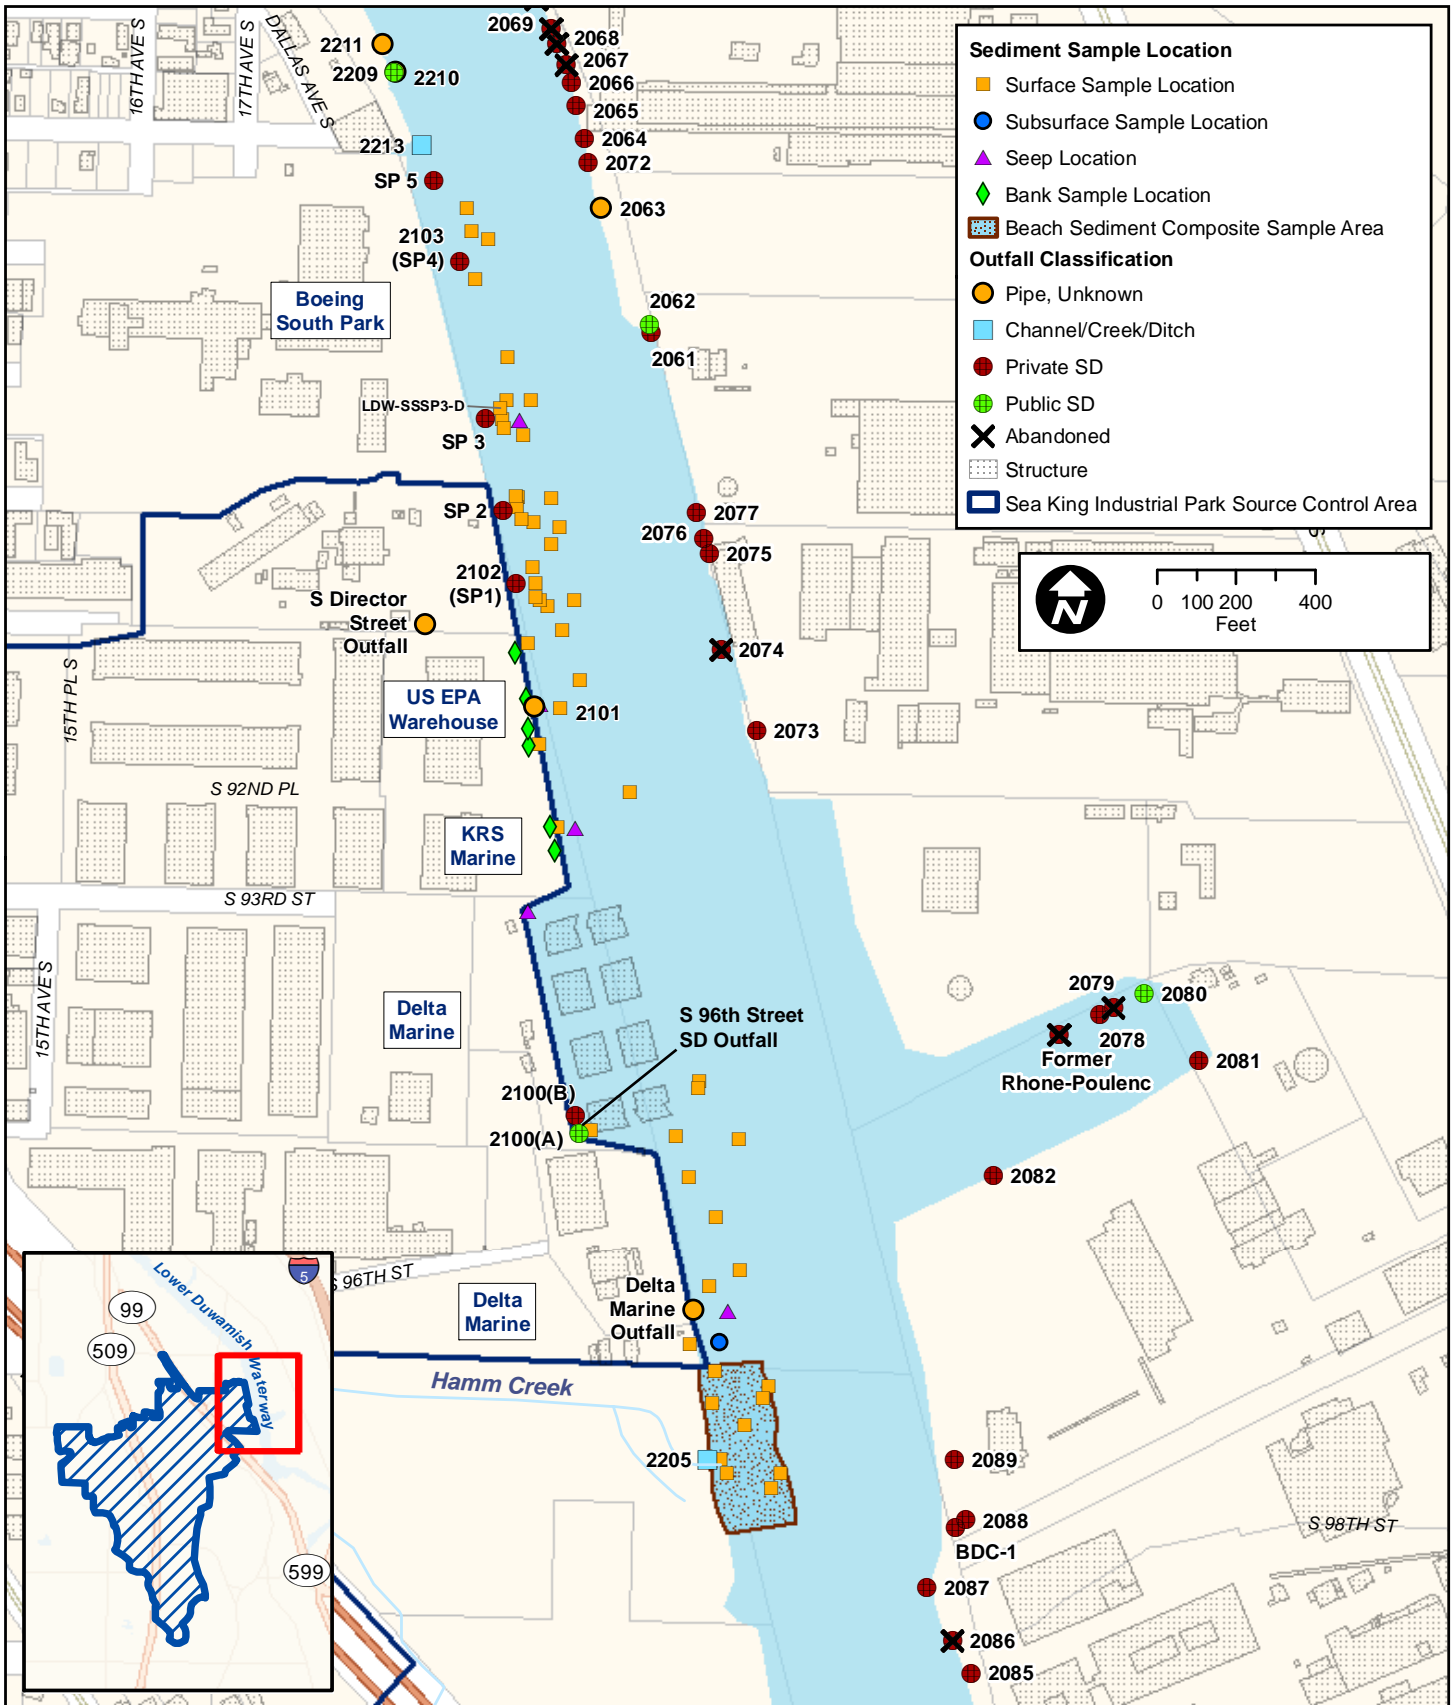 16TH AVE S
17TH AVE S
DALLAS AVE S
2211
2209
2210
2213
SP 5
2103
(SP4)
Boeing
South Park
LDW-SSSP3-D
SP 3
2069
2068
2067
2066
2065
2064
2072
2063
2062
2061
Sediment Sample Location
Surface Sample Location
Subsurface Sample Location
Seep Location
Bank Sample Location
Beach Sediment Composite Sample Area
Outfall Classification
Pipe, Unknown
Channel/Creek/Ditch
Private SD
Public SD
Abandoned
Structure
Sea King Industrial Park Source Control Area
N
0 100 200 400
Feet
SP 2
2102
(SP1)
S Director
Street
Outfall
2077
2076
2075
2074
2073
15TH PL S
US EPA
Warehouse
2101
S 92ND PL
KRS
Marine
S 93RD ST
15TH AVE S
Delta
Marine
S 96th Street
SD Outfall
2100(B)
2100(A)
2079
2080
2078
Former
Rhone-Poulenc
2081
2082
S 96TH ST
Delta
Marine
Delta
Marine
Outfall
Hamm Creek
2205
2089
2088
BDC-1
S 98TH ST
2087
2086
2085
5
99
509
599
Lower Duwamish
Waterway